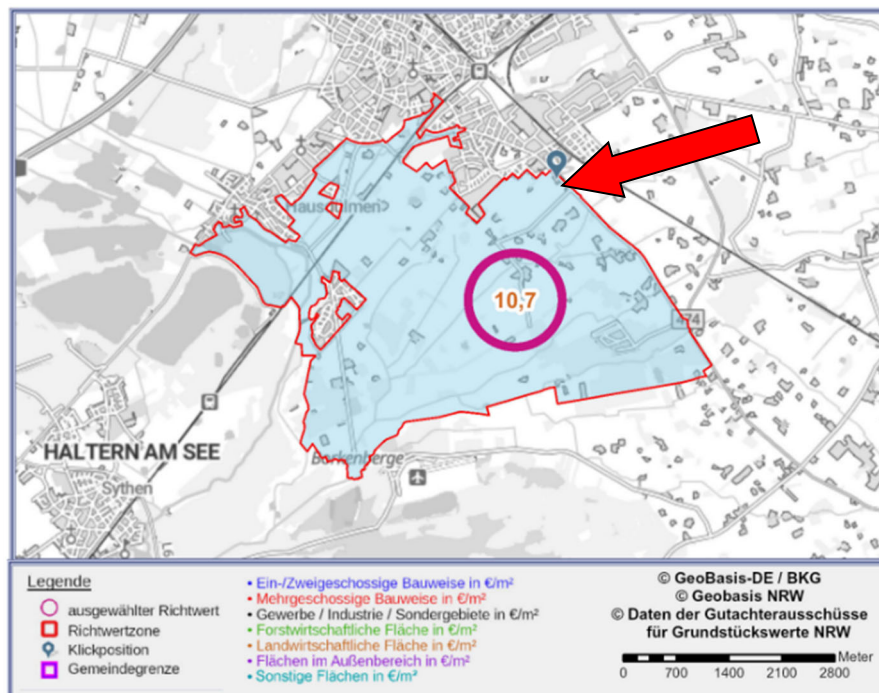 Hausdülmen
10,7
474
HALTERN AM SEE
Borkenberge
Sythen
L6
Legende
ausgewählter Richtwert
Richtwertzone
Klickposition
Gemeindegrenze
• Ein-/Zweigeschossige Bauweise in €/m²
• Mehrgeschossige Bauweise in €/m²
• Gewerbe / Industrie / Sondergebiete in €/m²
• Forstwirtschaftliche Fläche in €/m²
• Landwirtschaftliche Fläche in €/m²
• Flächen im Außenbereich in €/m²
• Sonstige Flächen in €/m²
© GeoBasis-DE / BKG
© Geobasis NRW
© Daten der Gutachterausschüsse
für Grundstückswerte NRW
Meter
0 700 1400 2100 2800